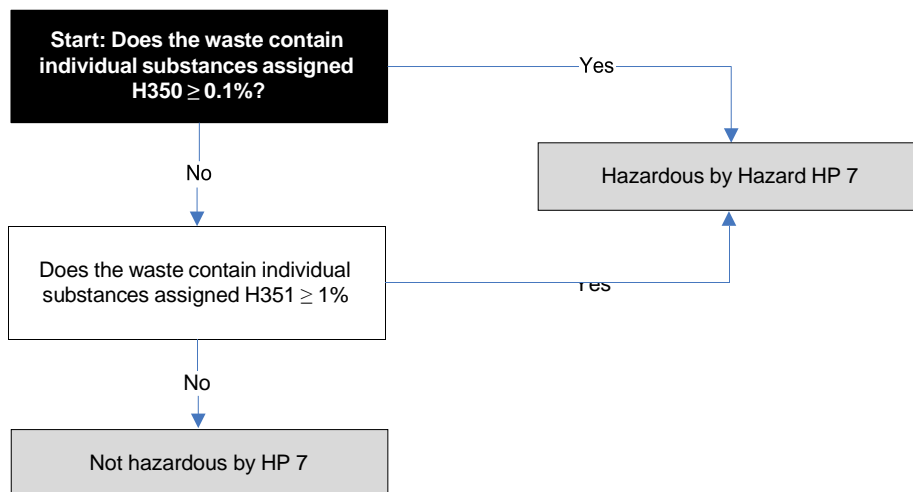 Start: Does the waste contain
individual substances assigned
H350 ≥ 0.1%?
Yes
Hazardous by Hazard HP 7
No
Does the waste contain individual
substances assigned H351 ≥ 1%
Yes
No
Not hazardous by HP 7